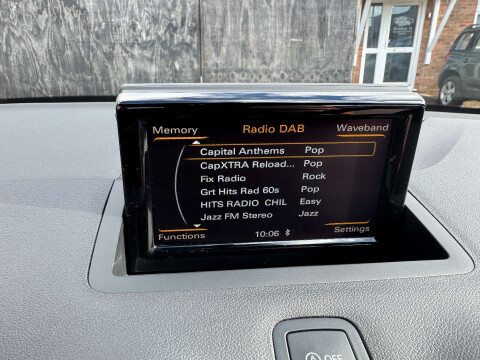 Memory Radio DAB Waveband
Capital Anthems Pop
CapXTRA Reload... Pop
Fix Radio Rock
Grt Hits Rad 60s Pop
HITS RADIO CHIL Easy
Jazz FM Stereo Jazz
Functions 10:06 Settings
OFF